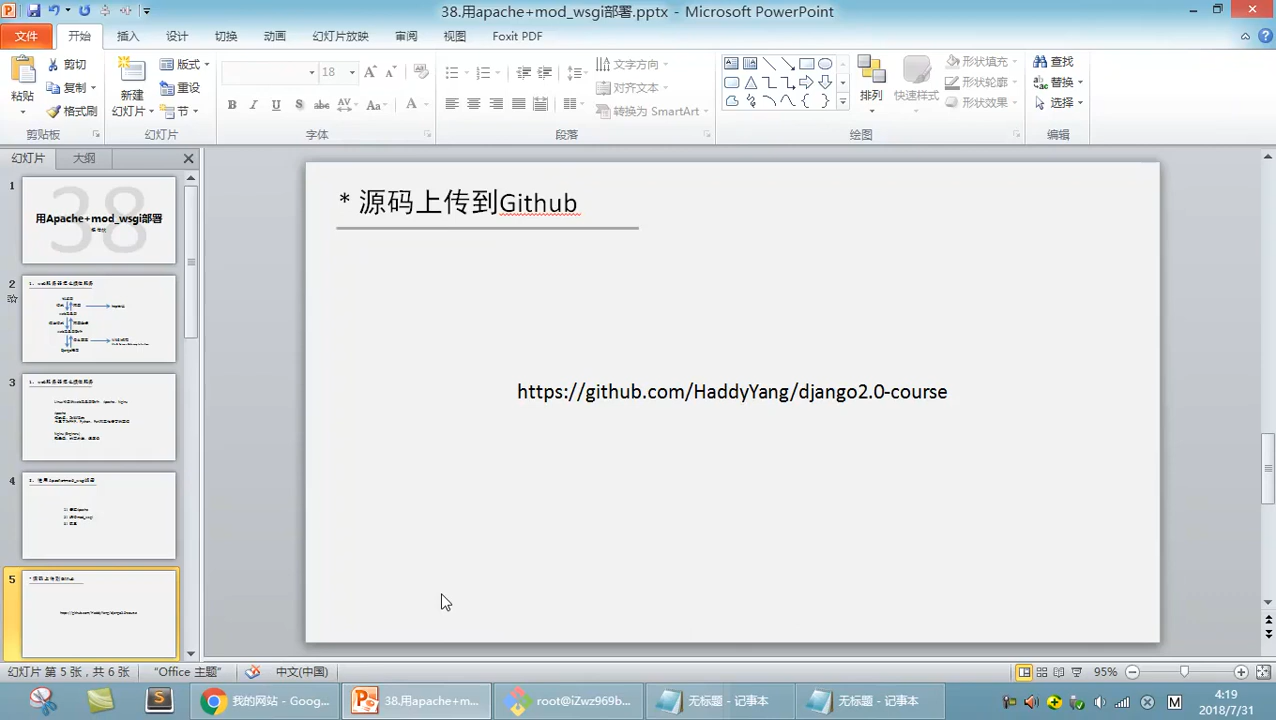 38.用apache+mod_wsgi部署.pptx - Microsoft PowerPoint
文件 开始 插入 设计 切换 动画 幻灯片放映 审阅 视图 Foxit PDF
粘贴 剪切 复制 格式刷 剪贴板
新建 幻灯片 版式 重设 节 幻灯片
18 字体
文字方向 对齐文本 转换为 SmartArt 段落
排列 快速样式 形状填充 形状轮廓 形状效果 绘图
查找 替换 选择 编辑
幻灯片 大纲
1
38
用Apache+mod_wsgi部署
2
3
4
5
* 源码上传到Github
https://github.com/HaddyYang/django2.0-course
幻灯片 第 5 张，共 6 张 "Office 主题" 中文(中国) 95%
我的网站 - Goog... 38.用apache+m... root@iZwz969b... 无标题 - 记事本 无标题 - 记事本 M 4:19
2018/7/31